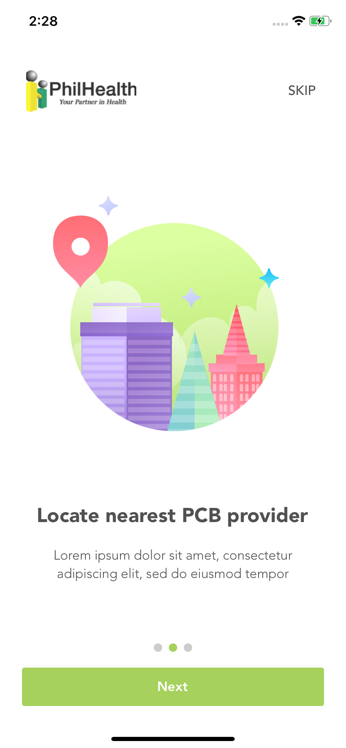 2:28
PhilHealth
Your Partner in Health
SKIP
Locate nearest PCB provider
Lorem ipsum dolor sit amet, consectetur
adipiscing elit, sed do eiusmod tempor
Next